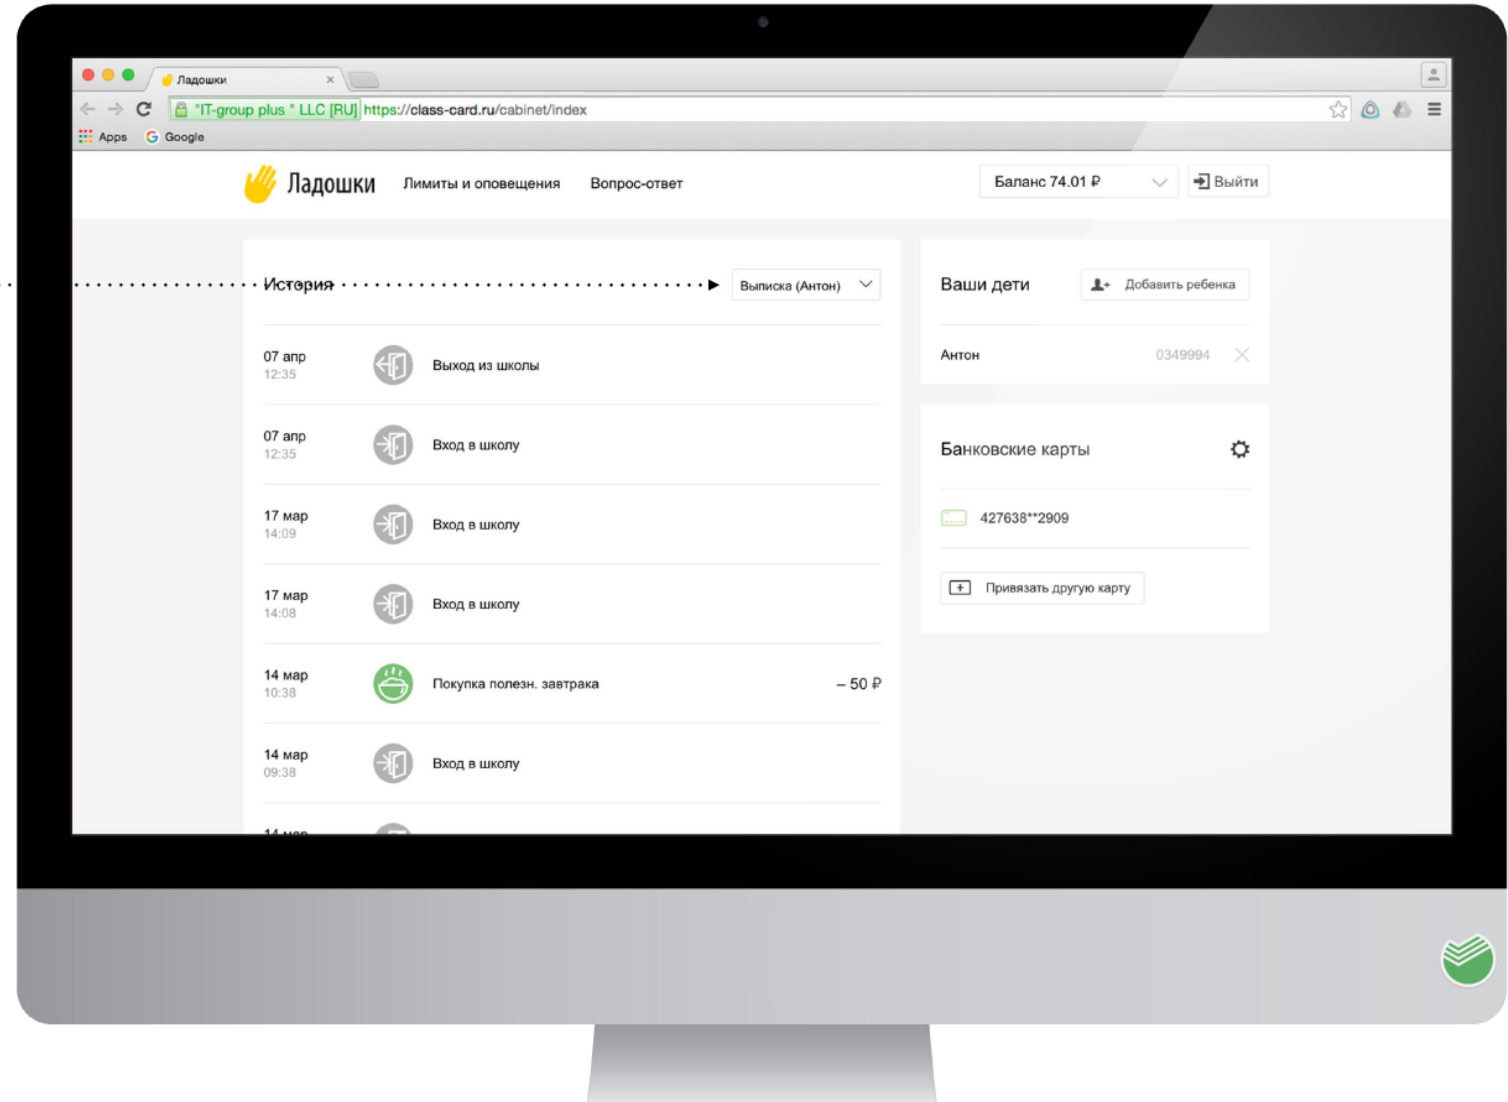 Ладошки
"IT-group plus " LLC [RU] https://class-card.ru/cabinet/index
Apps Google
Ладошки Лимиты и оповещения Вопрос-ответ Баланс 74.01 ₽ Выйти
История Выписка (Антон)
07 апр
12:35
Выход из школы
07 апр
12:35
Вход в школу
17 мар
14:09
Вход в школу
17 мар
14:08
Вход в школу
14 мар
10:38
Покупка полезн. завтрака – 50 ₽
14 мар
09:38
Вход в школу
14 мар
Ваши дети Добавить ребенка
Антон 0349994
Банковские карты
427638**2909
Привязать другую карту